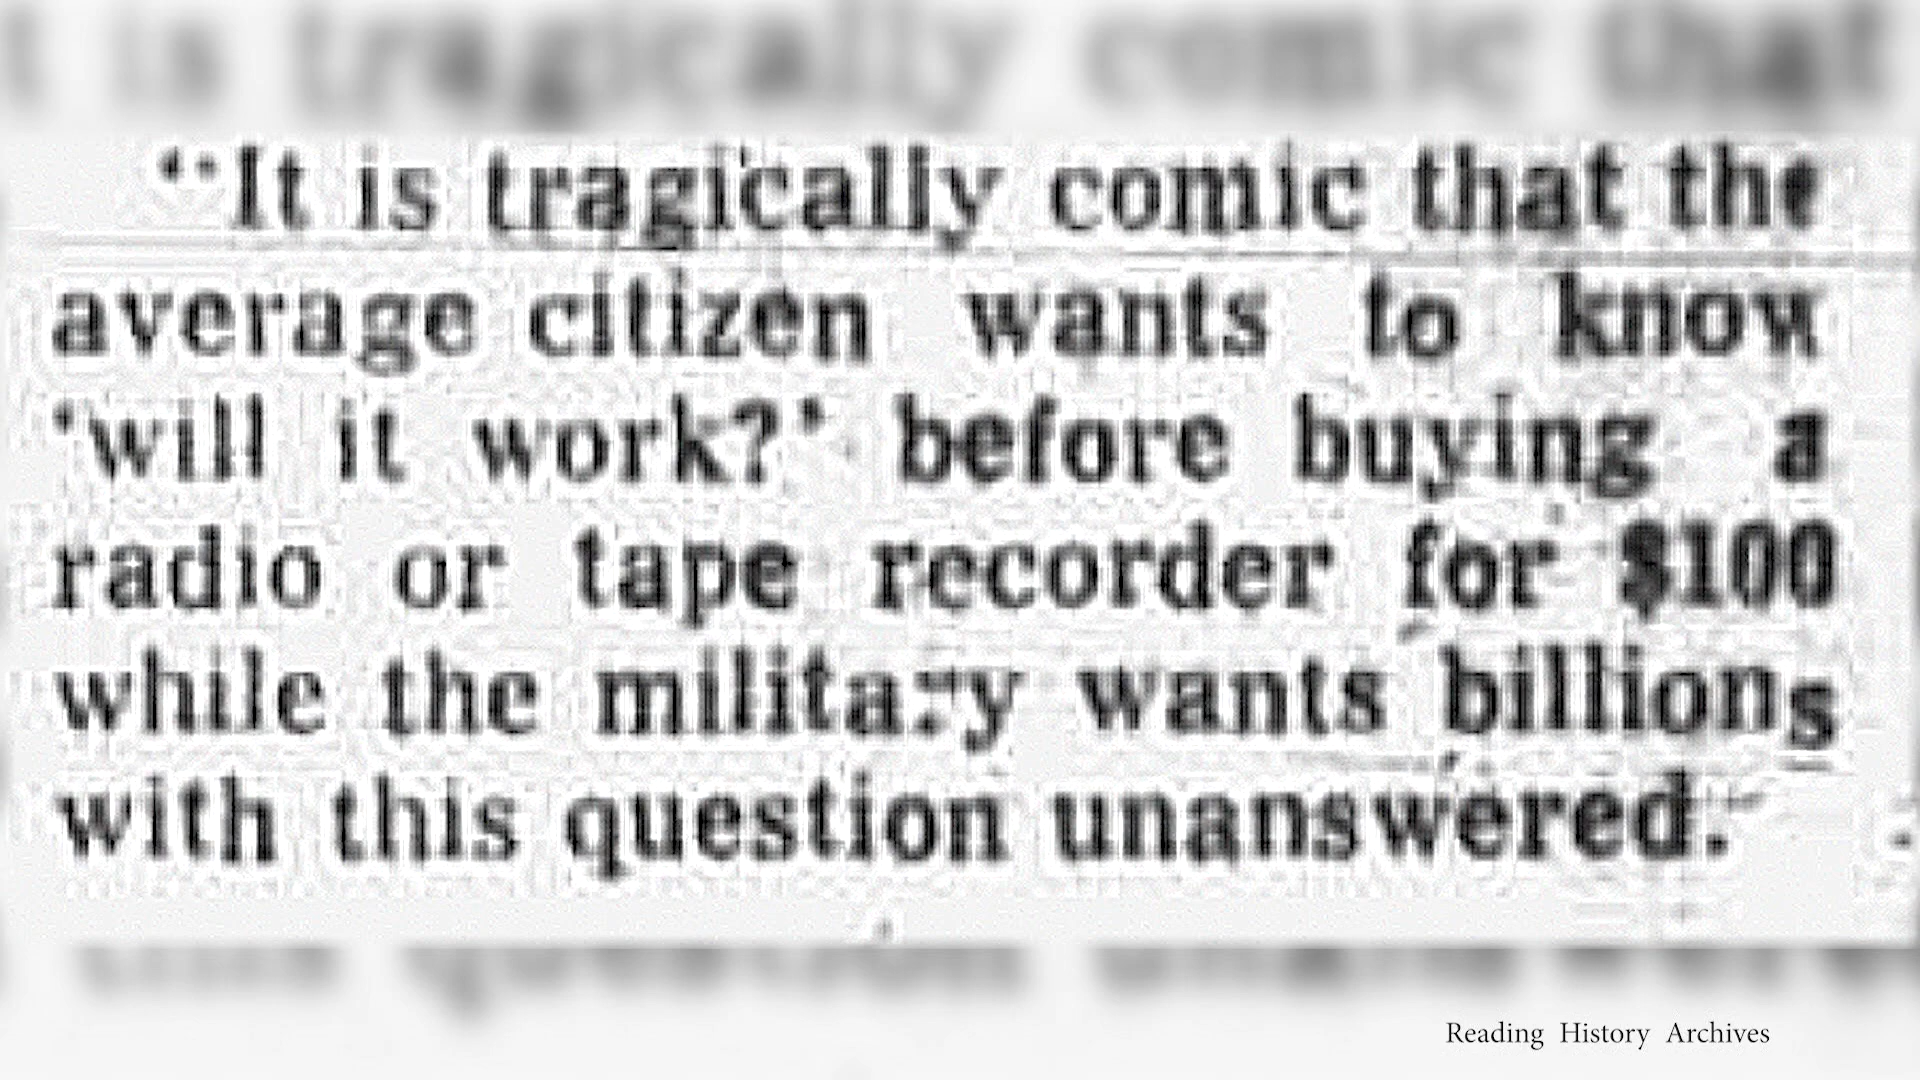 "It is tragically comic that the
average citizen wants to know
'will it work?' before buying a
radio or tape recorder for $100
while the military wants billions
with this question unanswered.
Reading History Archives